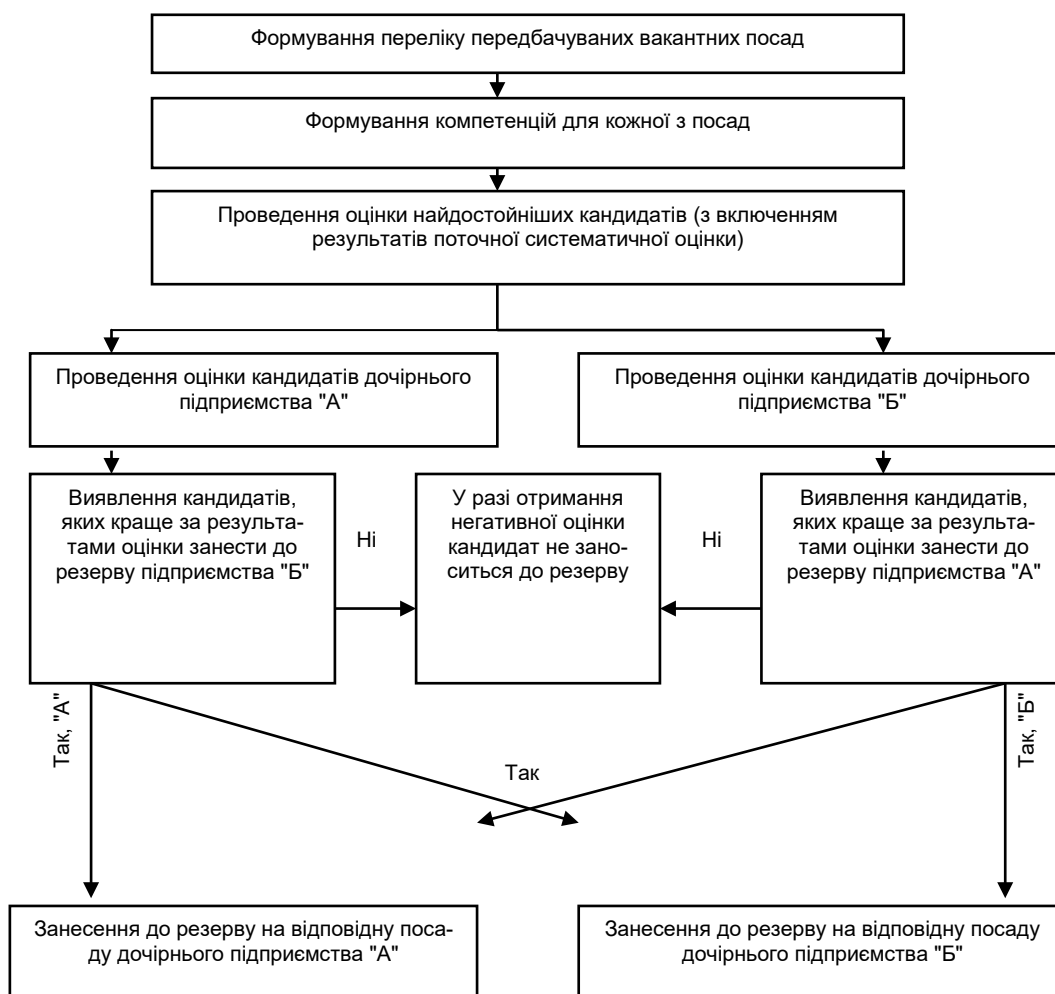 Формування переліку передбачуваних вакантних посад
Формування компетенцій для кожної з посад
Проведення оцінки найдостойніших кандидатів (з включенням
результатів поточної систематичної оцінки)
Проведення оцінки кандидатів дочірнього
підприємства "А"
Проведення оцінки кандидатів дочірнього
підприємства "Б"
Виявлення кандидатів,
яких краще за результа-
тами оцінки занести до
резерву підприємства "Б"
Ні
У разі отримання
негативної оцінки
кандидат не зано-
ситься до резерву
Ні
Виявлення кандидатів,
яких краще за результа-
тами оцінки занести до
резерву підприємства "А"
Так, "А"
Так
Так, "Б"
Занесення до резерву на відповідну поса-
ду дочірнього підприємства "А"
Занесення до резерву на відповідну посаду
дочірнього підприємства "Б"